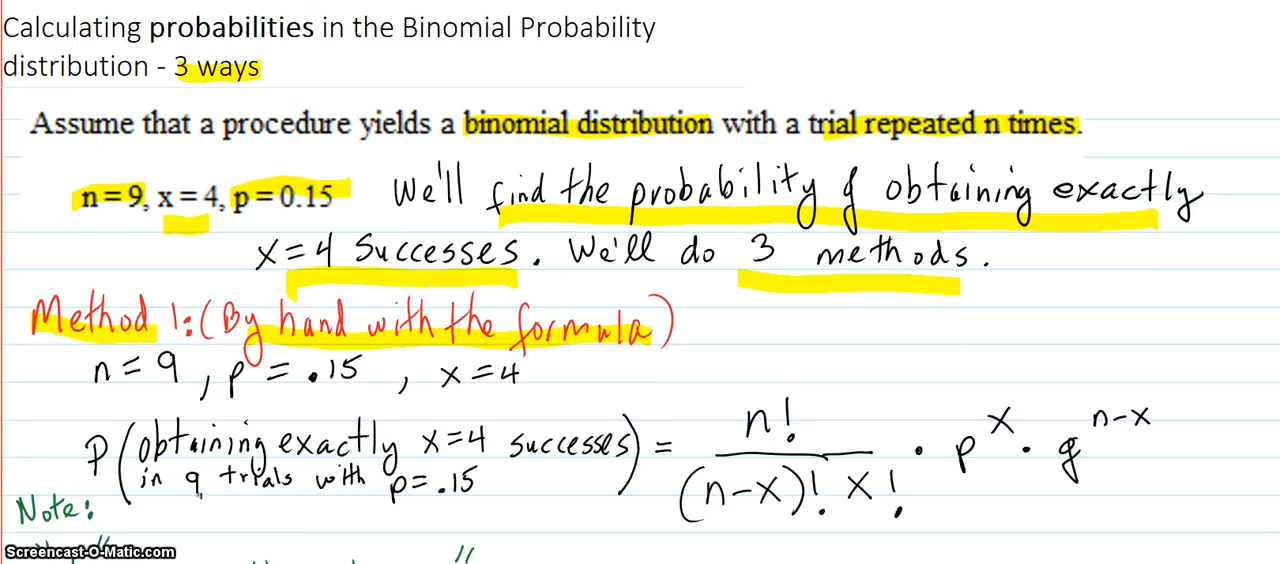 Calculating probabilities in the Binomial Probability
distribution - 3 ways
Assume that a procedure yields a binomial distribution with a trial repeated n times.
n = 9, x = 4, p = 0.15 We'll find the probability of obtaining exactly
x = 4 successes. We'll do 3 methods.
Method 1: (By hand with the formula)
n = 9, p = .15, x = 4
P(obtaining exactly x=4 successes in 9 trials with p=.15) = n! / (n-x)! x! · p^x · q^(n-x)
Note:
Screencast-O-Matic.com